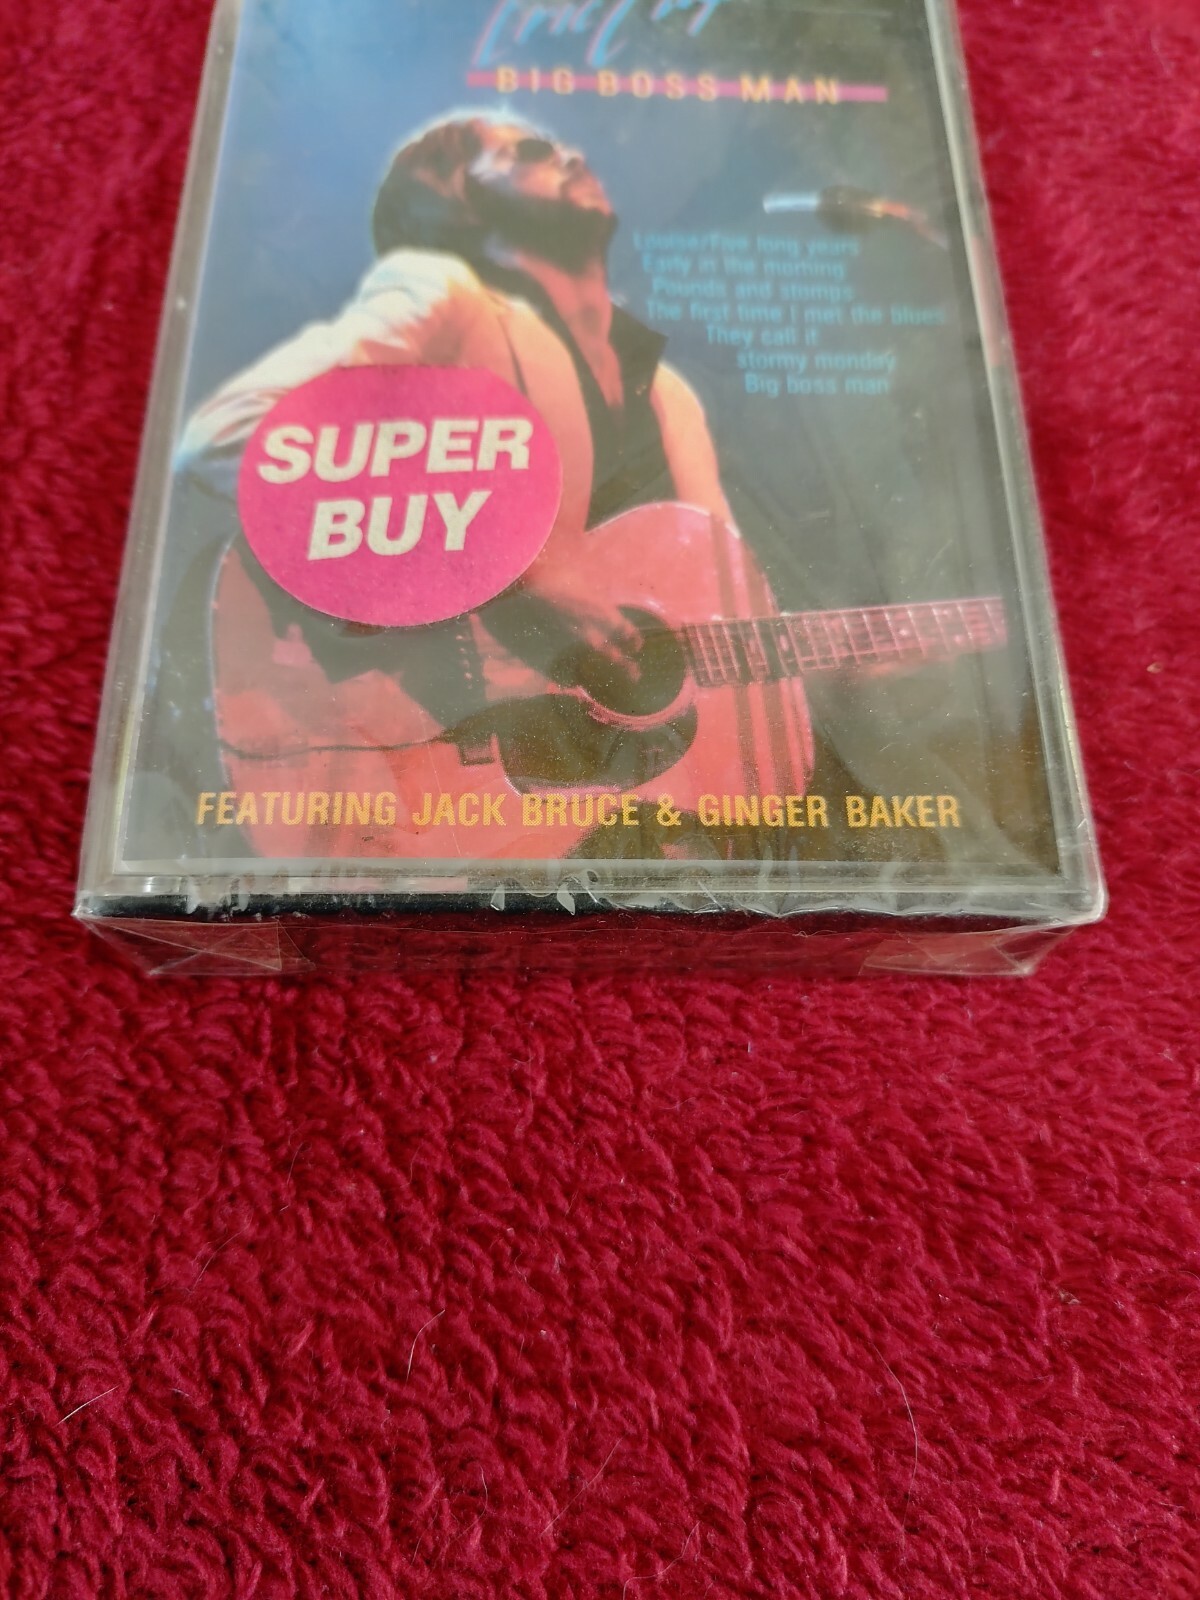 BIG BOSS MAN
Louise/Five long years
Early in the morning
Pounds and stomps
The first time I met the blues
They call it
stormy monday
Big boss man
SUPER
BUY
FEATURING JACK BRUCE & GINGER BAKER